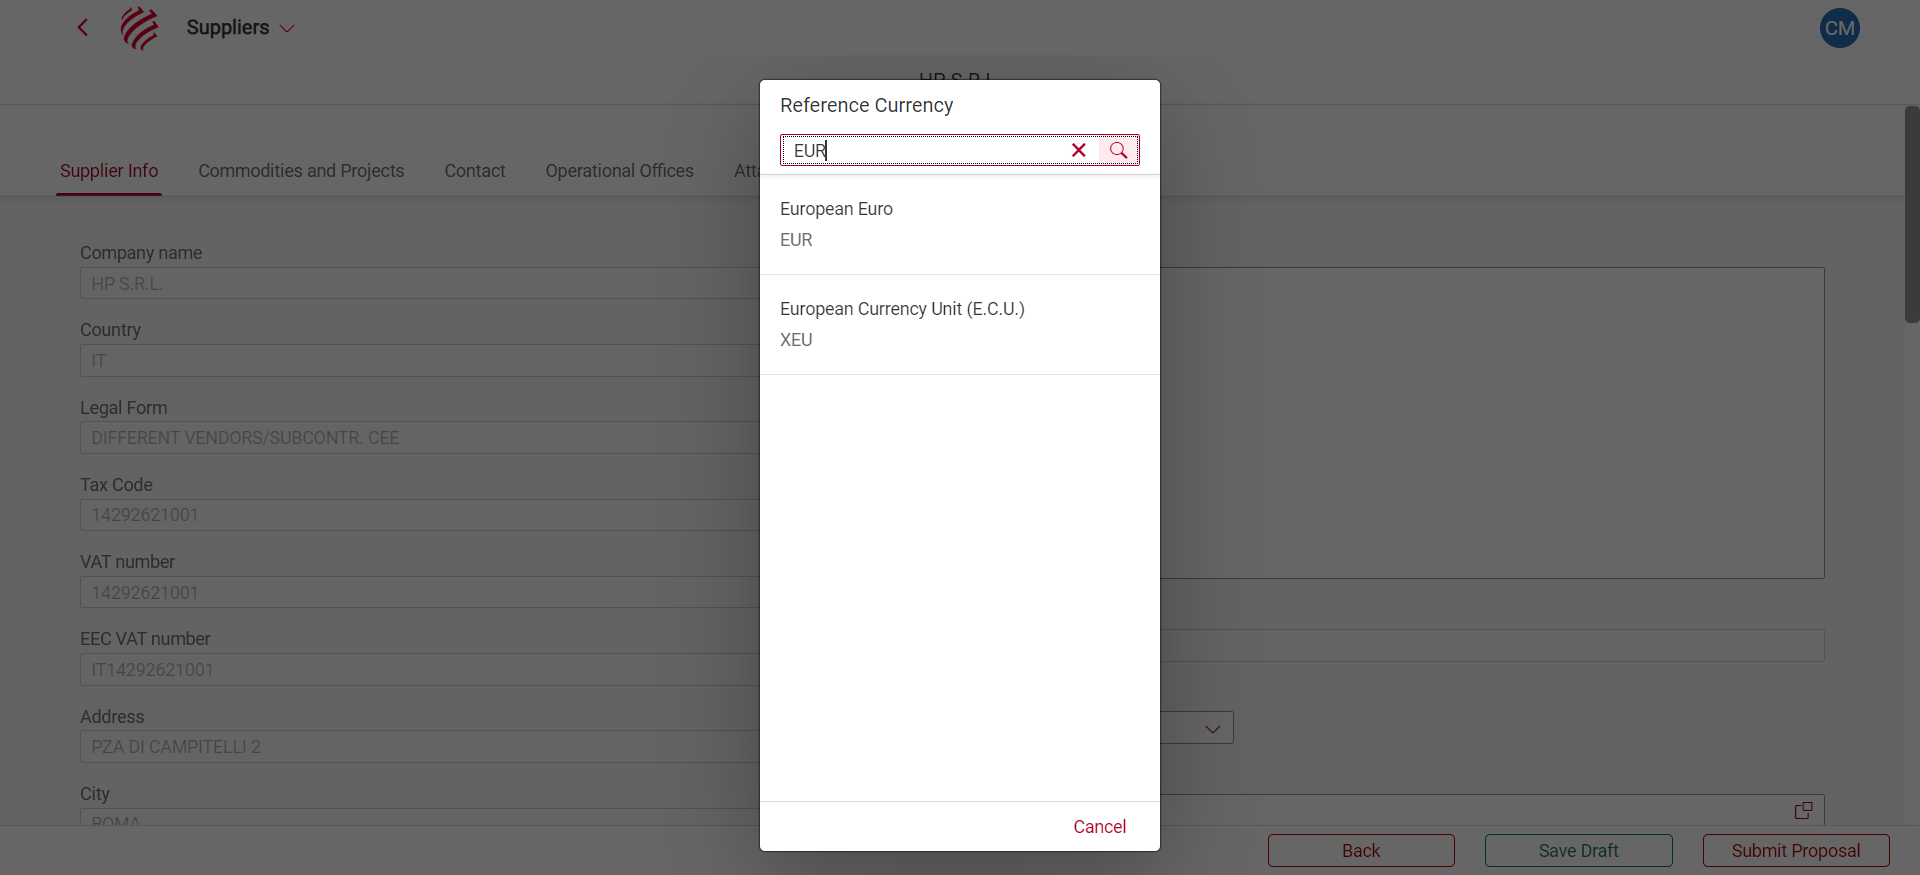 Suppliers
CM
HP S.R.L.
Reference Currency
EUR
Supplier Info
Commodities and Projects
Contact
Operational Offices
European Euro
EUR
European Currency Unit (E.C.U.)
XEU
Company name
HP S.R.L.
Country
IT
Legal Form
DIFFERENT VENDORS/SUBCONTR. CEE
Tax Code
14292621001
VAT number
14292621001
EEC VAT number
IT14292621001
Address
PZA DI CAMPITELLI 2
City
ROMA
Cancel
Back
Save Draft
Submit Proposal